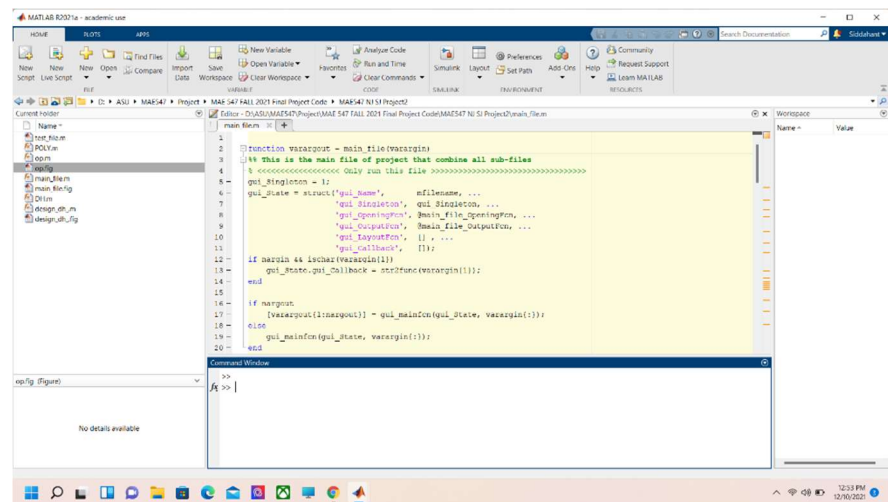 MATLAB R2021a - academic use
HOME PLOTS APPS Search Documentation Siddahant
New Script New Live Script New Open Find Files Compare Import Data Save Workspace New Variable Open Variable Clear Workspace Favorites Analyze Code Run and Time Clear Commands Simulink Layout Preferences Set Path Add-Ons Help Community Request Support Learn MATLAB
FILE VARIABLE CODE SIMULINK ENVIRONMENT RESOURCES
D: ASU MAE547 Project MAE 547 FALL 2021 Final Project Code MAE547 NJ SJ Project2
Current Folder
Name
test_file.m
POLY.m
op.m
op.fig
main_file.m
main_file.fig
DH.m
design_dh_.m
design_dh_.fig
op.fig (Figure)
No details available
Editor - D:\ASU\MAE547\Project\MAE 547 FALL 2021 Final Project Code\MAE547 NJ SJ Project2\main_file.m
main_file.m +
1
2 function varargout = main_file(varargin)
3 %% This is the main file of project that combine all sub-files
4 % <<<<<<<<<<<<<<<<<< Only run this file >>>>>>>>>>>>>>>>>>>>>>>>>>>>>>>>>>
5 - gui_Singleton = 1;
6 - gui_State = struct('gui_Name', mfilename, ...
7 'gui_Singleton', gui_Singleton, ...
8 'gui_OpeningFcn', @main_file_OpeningFcn, ...
9 'gui_OutputFcn', @main_file_OutputFcn, ...
10 'gui_LayoutFcn', [] , ...
11 'gui_Callback', []);
12 - if nargin && ischar(varargin{1})
13 - gui_State.gui_Callback = str2func(varargin{1});
14 - end
15
16 - if nargout
17 - [varargout{1:nargout}] = gui_mainfcn(gui_State, varargin{:});
18 - else
19 - gui_mainfcn(gui_State, varargin{:});
20 - end
Command Window
>>
fx >>
Workspace
Name Value
12:53 PM
12/10/2021